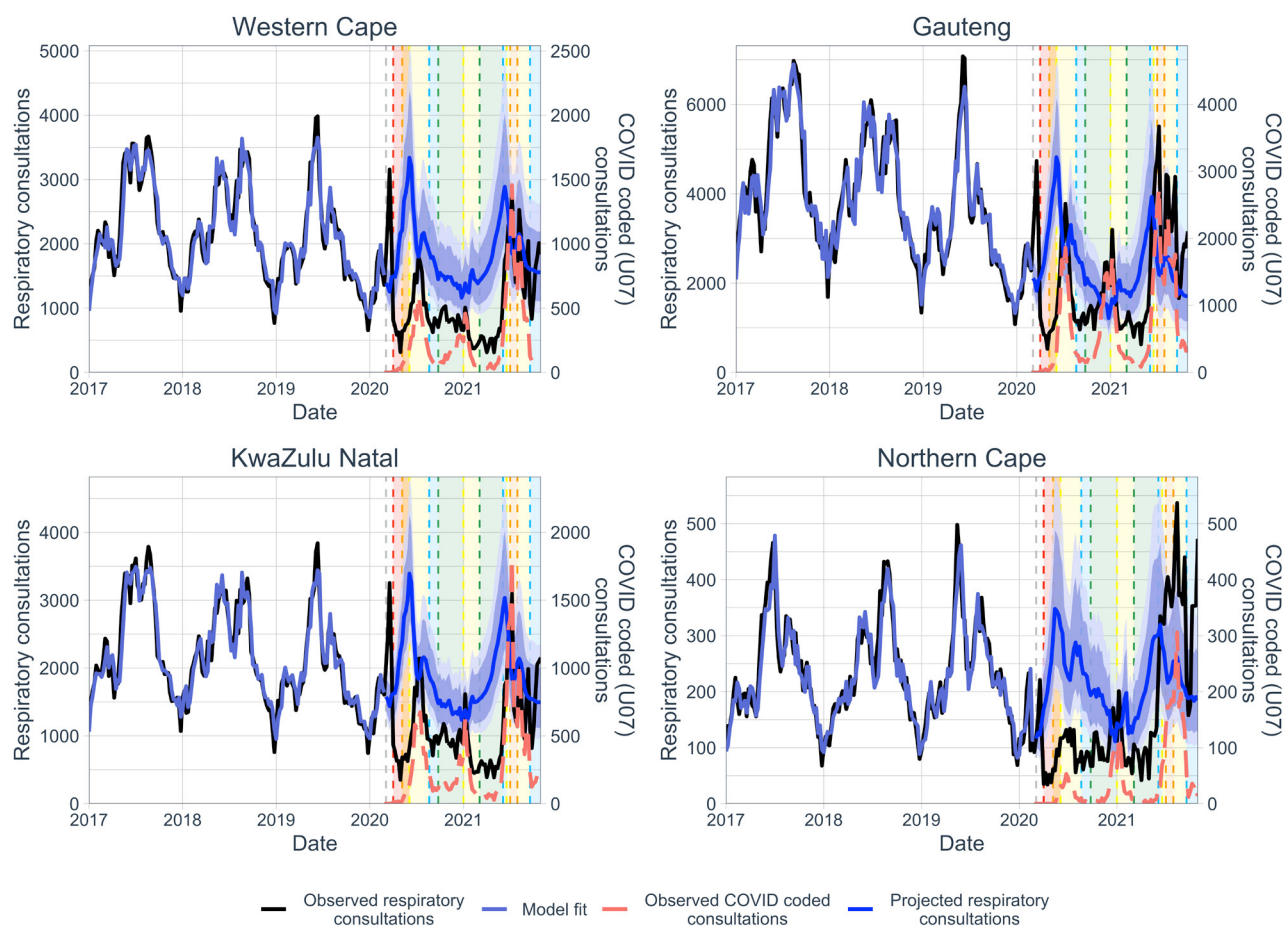 Western Cape
5000
4000
3000
2000
1000
0
Respiratory consultations
2500
2000
1500
1000
500
0
COVID coded (U07)
consultations
2017 2018 2019 2020 2021
Date
Gauteng
6000
4000
2000
0
Respiratory consultations
4000
3000
2000
1000
0
COVID coded (U07)
consultations
2017 2018 2019 2020 2021
Date
KwaZulu Natal
4000
3000
2000
1000
0
Respiratory consultations
2000
1500
1000
500
0
COVID coded (U07)
consultations
2017 2018 2019 2020 2021
Date
Northern Cape
500
400
300
200
100
0
Respiratory consultations
500
400
300
200
100
0
COVID coded (U07)
consultations
2017 2018 2019 2020 2021
Date
Observed respiratory
consultations
Model fit
Observed COVID coded
consultations
Projected respiratory
consultations